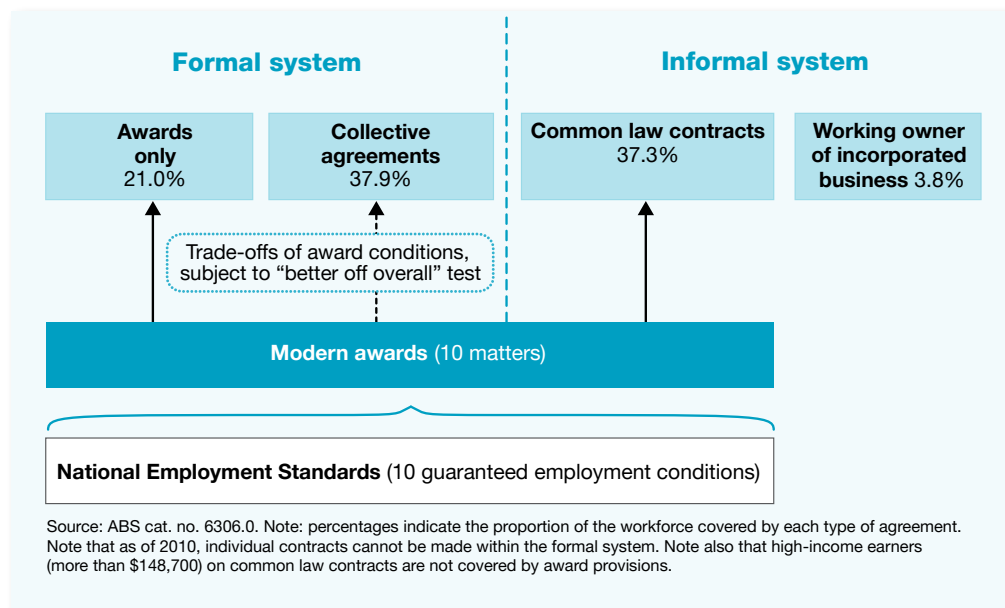 Formal system
Informal system
Awards
only
21.0%
Collective
agreements
37.9%
Common law contracts
37.3%
Working owner
of incorporated
business 3.8%
Trade-offs of award conditions,
subject to “better off overall” test
Modern awards (10 matters)
National Employment Standards (10 guaranteed employment conditions)
Source: ABS cat. no. 6306.0. Note: percentages indicate the proportion of the workforce covered by each type of agreement.
Note that as of 2010, individual contracts cannot be made within the formal system. Note also that high-income earners
(more than $148,700) on common law contracts are not covered by award provisions.